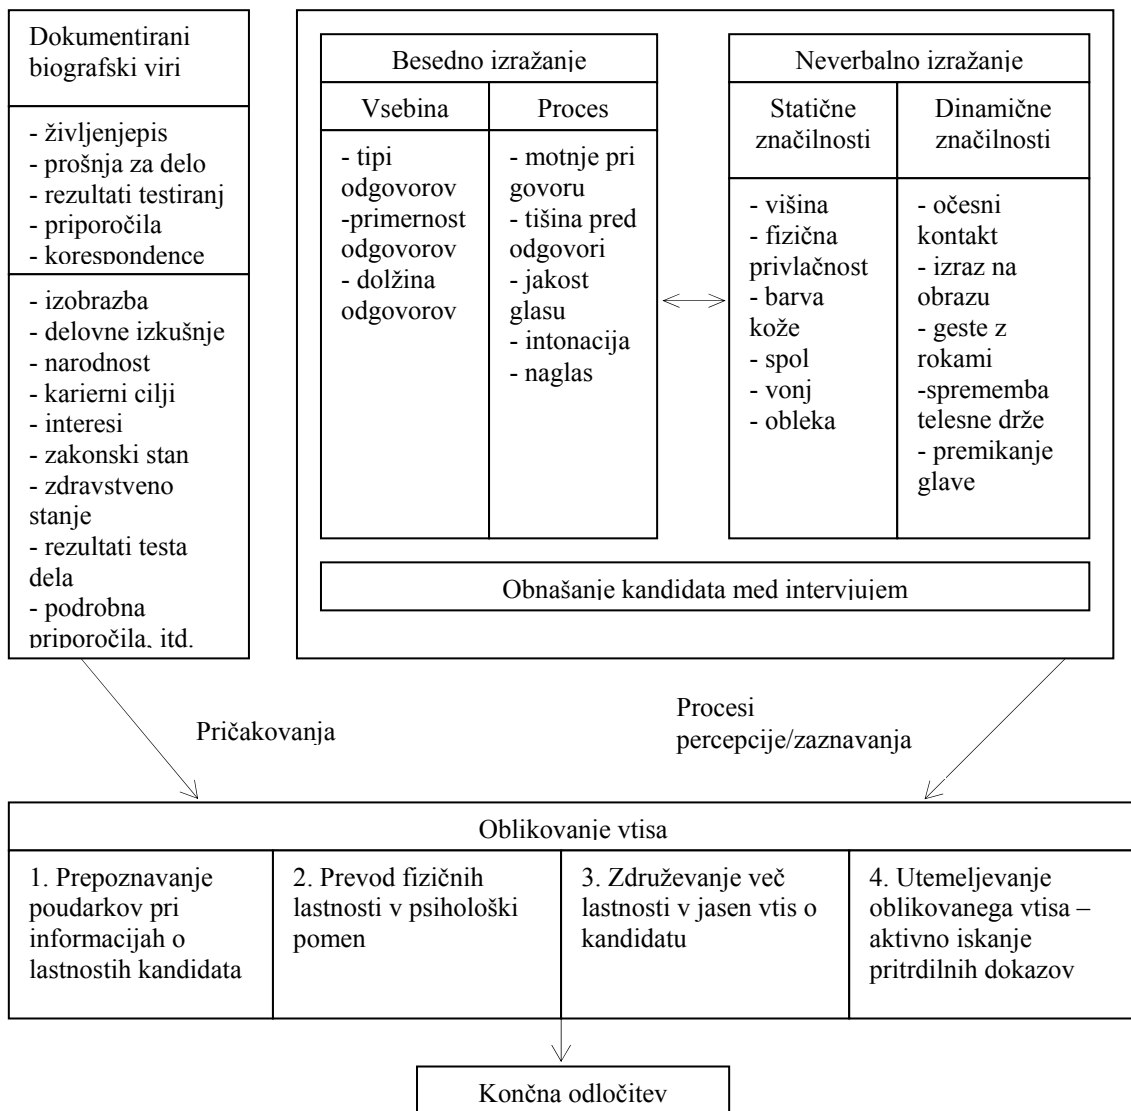 Dokumentirani
biografski viri
- življenjepis
- prošnja za delo
- rezultati testiranj
- priporočila
- korespondence
- izobrazba
- delovne izkušnje
- narodnost
- karierni cilji
- interesi
- zakonski stan
- zdravstveno
stanje
- rezultati testa
dela
- podrobna
priporočila, itd.
Besedno izražanje
Vsebina
- tipi
odgovorov
-primernost
odgovorov
- dolžina
odgovorov
Proces
- motnje pri
govoru
- tišina pred
odgovori
- jakost
glasu
- intonacija
- naglas
Neverbalno izražanje
Statične
značilnosti
- višina
- fizična
privlačnost
- barva
kože
- spol
- vonj
- obleka
Dinamične
značilnosti
- očesni
kontakt
- izraz na
obrazu
- geste z
rokami
-sprememba
telesne drže
- premikanje
glave
Obnašanje kandidata med intervjujem
Pričakovanja
Procesi
percepcije/zaznavanja
Oblikovanje vtisa
1. Prepoznavanje
poudarkov pri
informacijah o
lastnostih kandidata
2. Prevod fizičnih
lastnosti v psihološki
pomen
3. Združevanje več
lastnosti v jasen vtis o
kandidatu
4. Utemeljevanje
oblikovanega vtisa –
aktivno iskanje
pritrdilnih dokazov
Končna odločitev